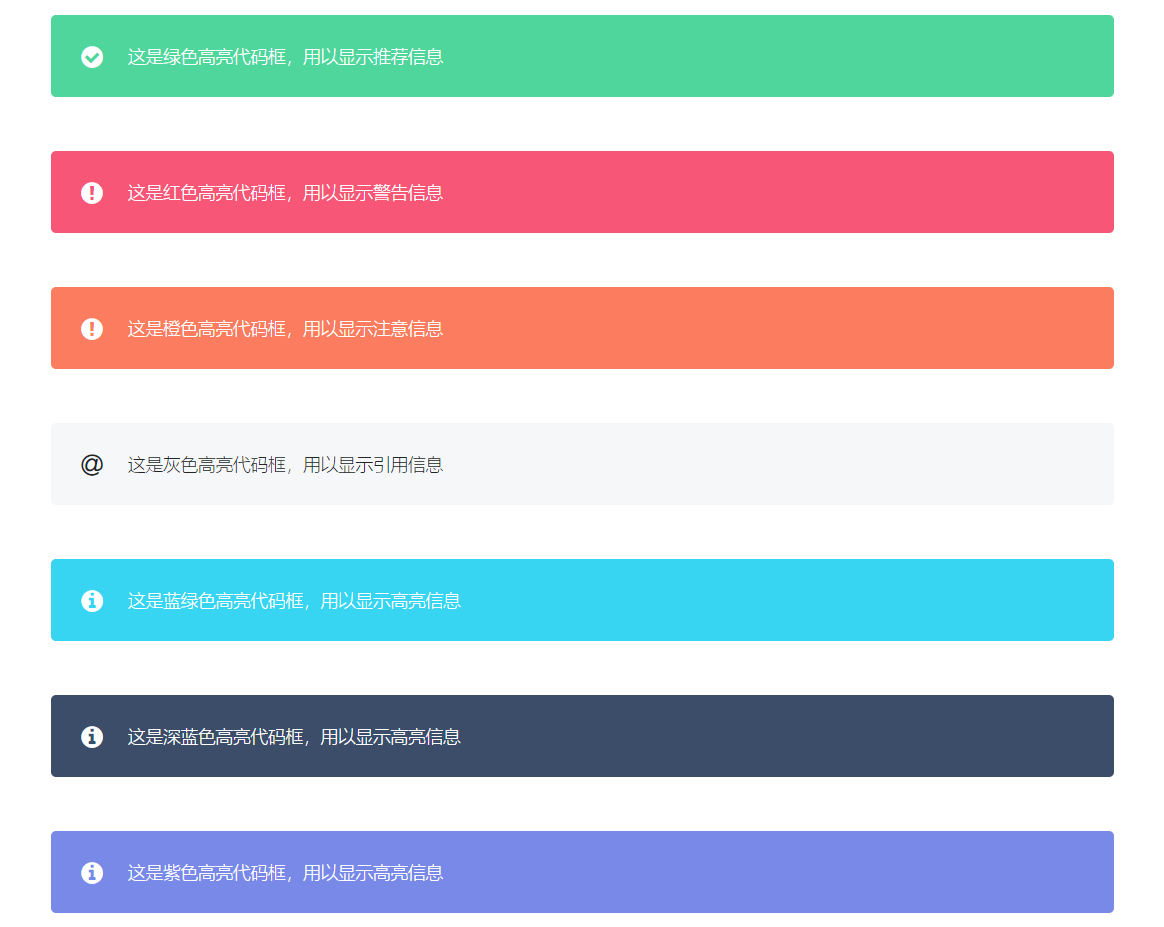 这是绿色高亮代码框，用以显示推荐信息
这是红色高亮代码框，用以显示警告信息
这是橙色高亮代码框，用以显示注意信息
@ 这是灰色高亮代码框，用以显示引用信息
这是蓝绿色高亮代码框，用以显示高亮信息
这是深蓝色高亮代码框，用以显示高亮信息
这是紫色高亮代码框，用以显示高亮信息